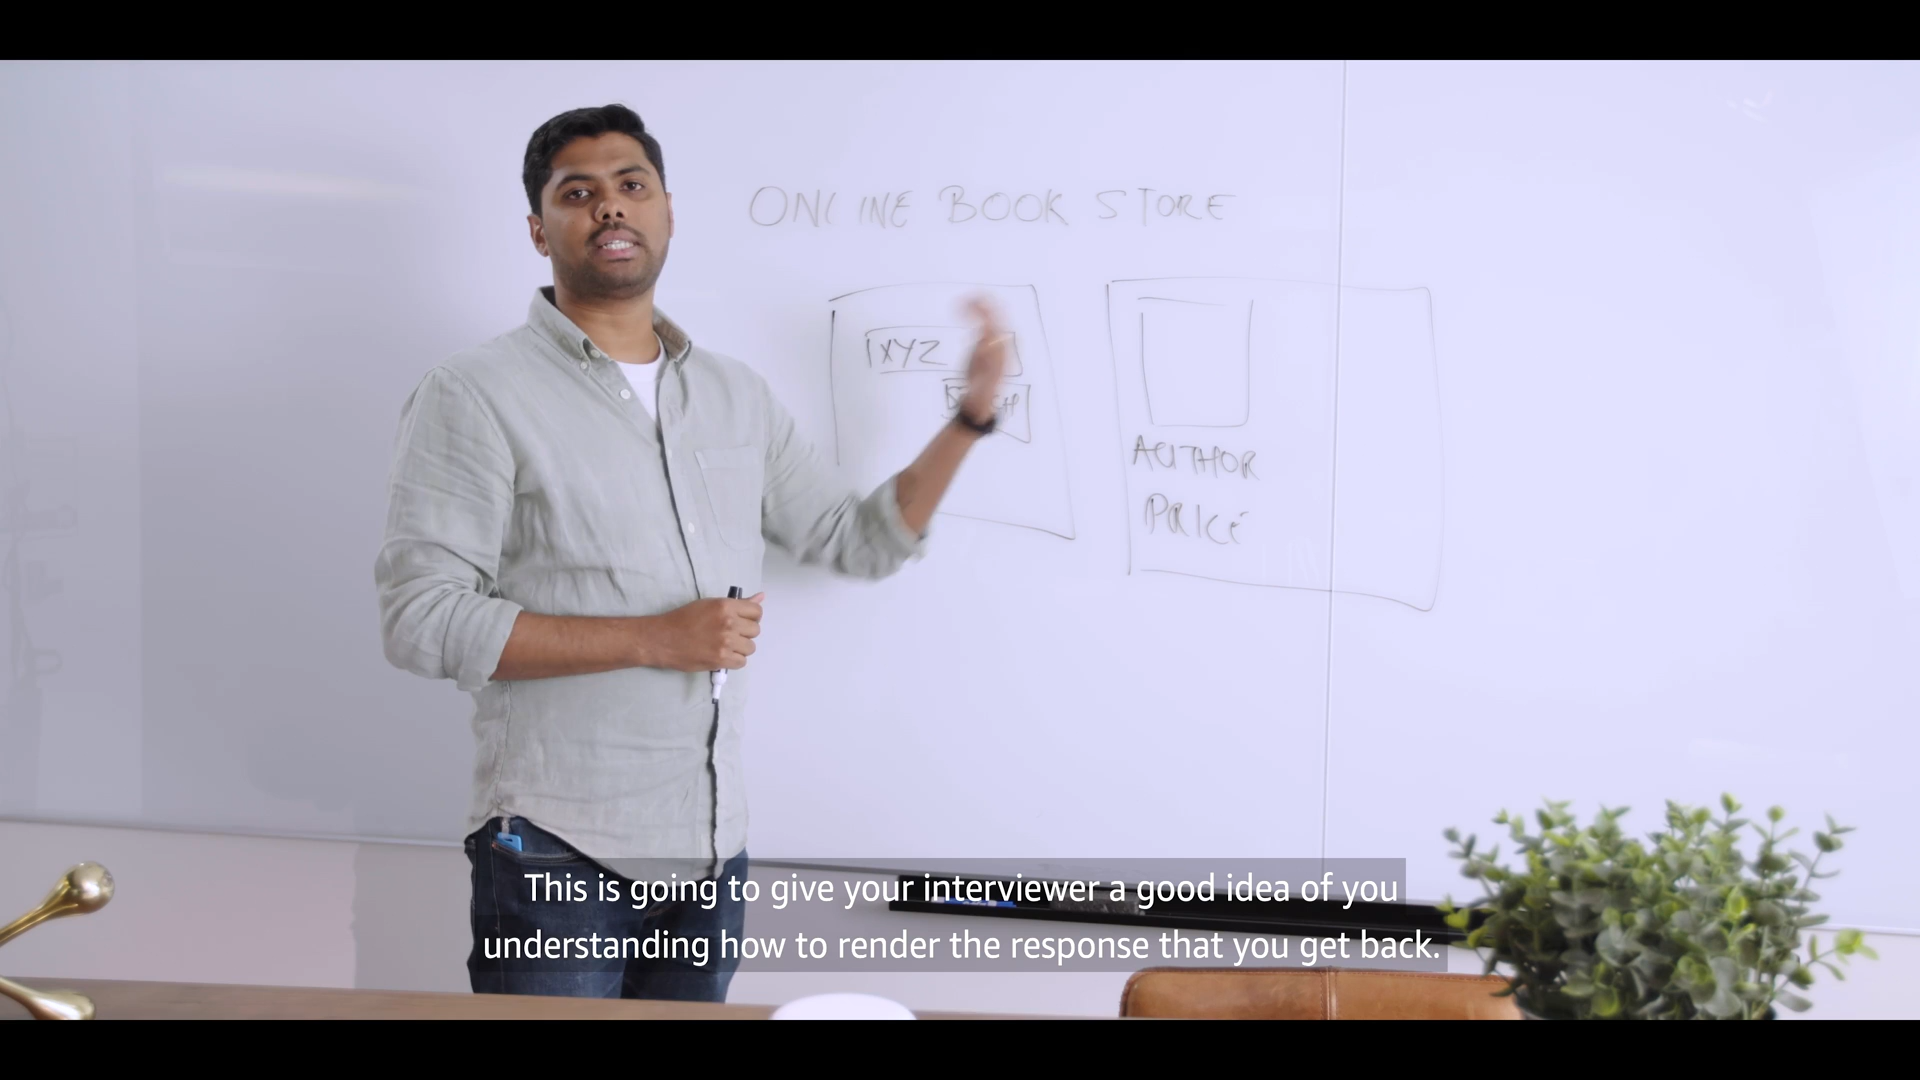 ONLINE BOOK STORE
XYZ
AUTHOR
PRICE
This is going to give your interviewer a good idea of you
understanding how to render the response that you get back.